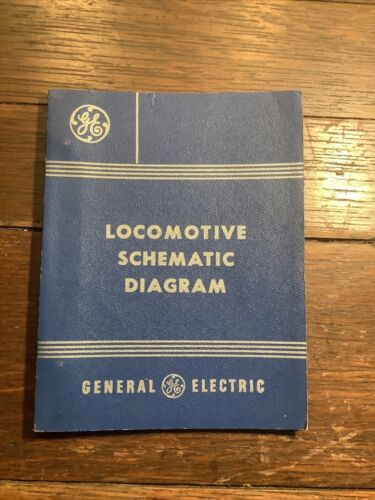 GE
LOCOMOTIVE
SCHEMATIC
DIAGRAM
GENERAL GE ELECTRIC